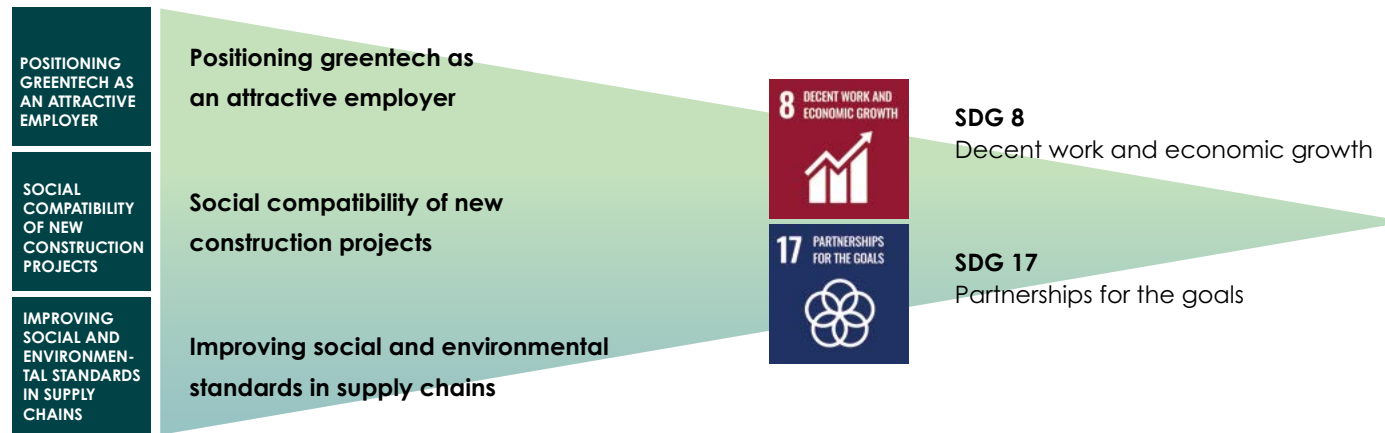 POSITIONING
GREENTECH AS
AN ATTRACTIVE
EMPLOYER
Positioning greentech as
an attractive employer
SOCIAL
COMPATIBILITY
OF NEW
CONSTRUCTION
PROJECTS
Social compatibility of new
construction projects
IMPROVING
SOCIAL AND
ENVIRONMEN-
TAL STANDARDS
IN SUPPLY
CHAINS
Improving social and environmental
standards in supply chains
8 DECENT WORK AND
ECONOMIC GROWTH
SDG 8
Decent work and economic growth
17 PARTNERSHIPS
FOR THE GOALS
SDG 17
Partnerships for the goals